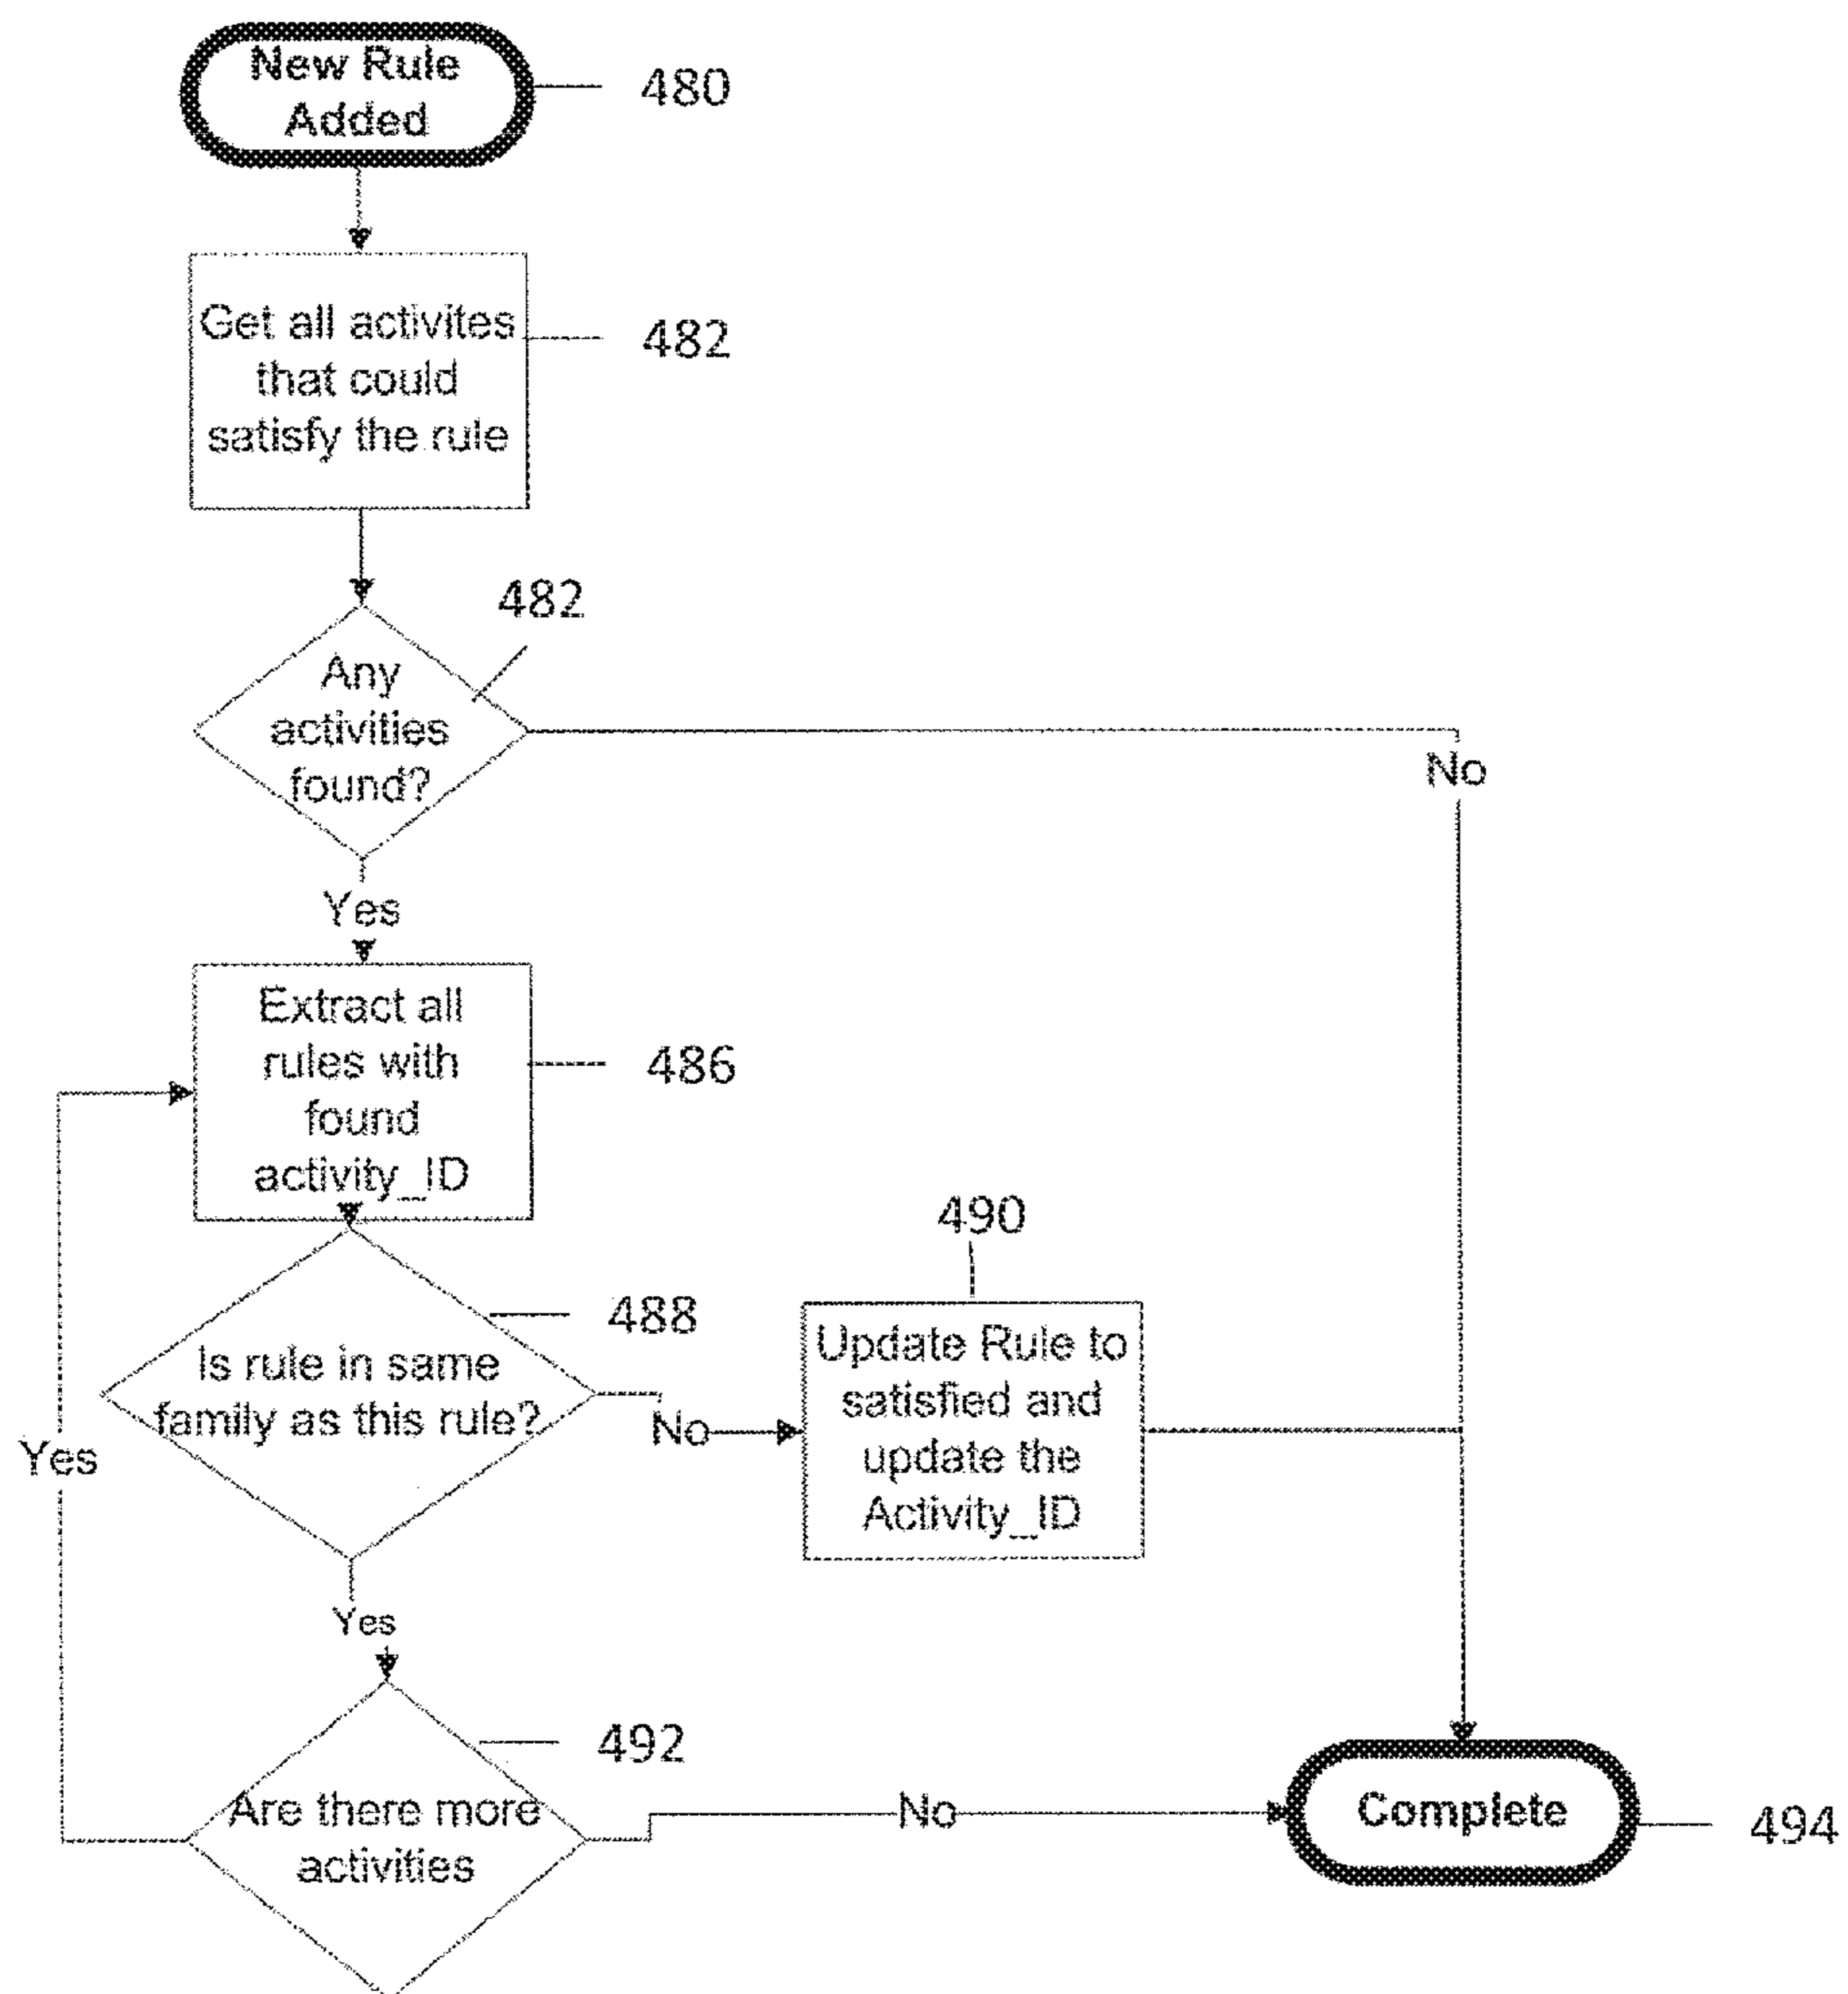 New Rule
Added
480
Get all activites
that could
satisfy the rule
482
482
Any
activities
found?
No
Yes
Extract all
rules with
found
activity_ID
486
490
488
Is rule in same
family as this rule?
No
Update Rule to
satisfied and
update the
Activity_ID
Yes
Yes
492
Are there more
activities
No
Complete
494